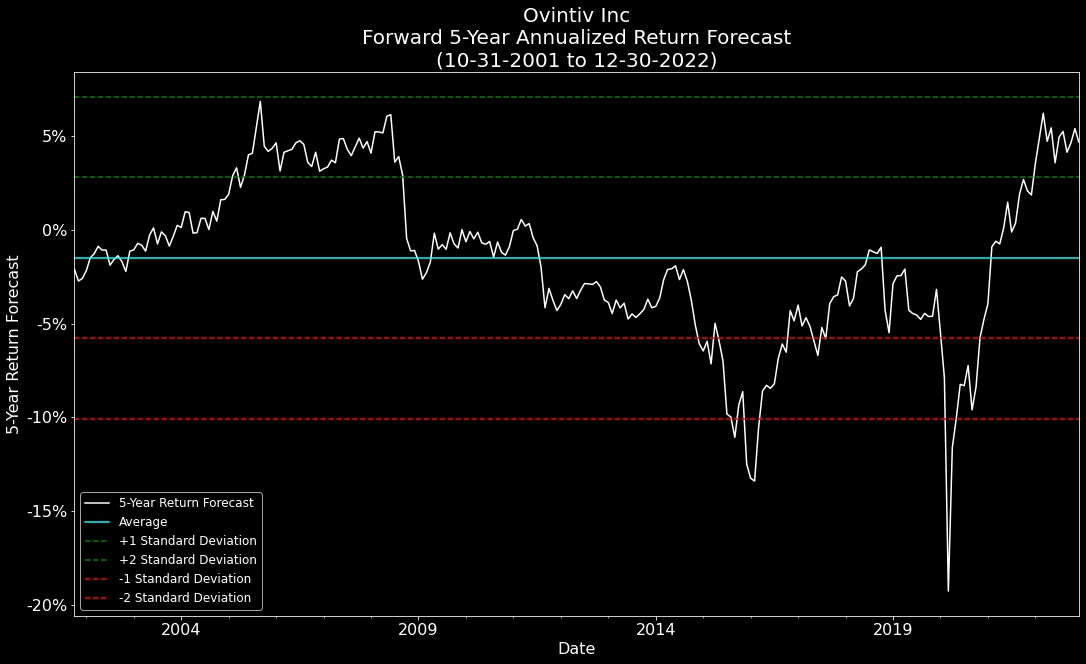 Ovintiv Inc
Forward 5-Year Annualized Return Forecast
(10-31-2001 to 12-30-2022)
5-Year Return Forecast
5%
0%
-5%
-10%
-15%
-20%
5-Year Return Forecast
Average
+1 Standard Deviation
+2 Standard Deviation
-1 Standard Deviation
-2 Standard Deviation
2004 2009 2014 2019
Date